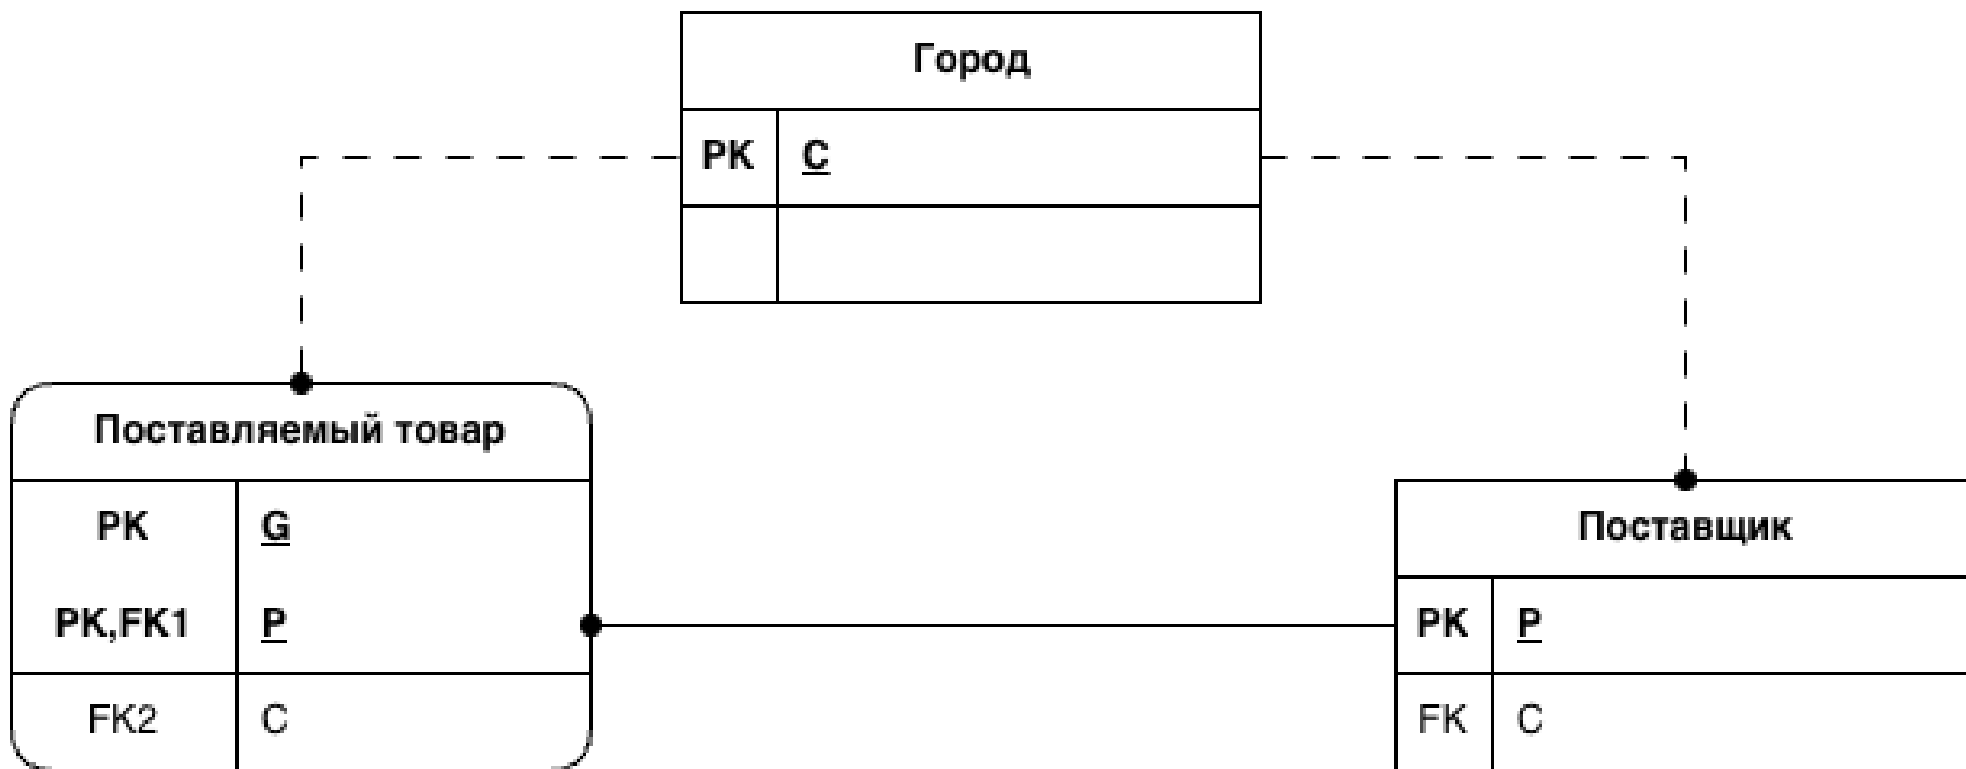 Город
PK C
Поставляемый товар
PK G
PK,FK1 P
FK2 C
Поставщик
PK P
FK C